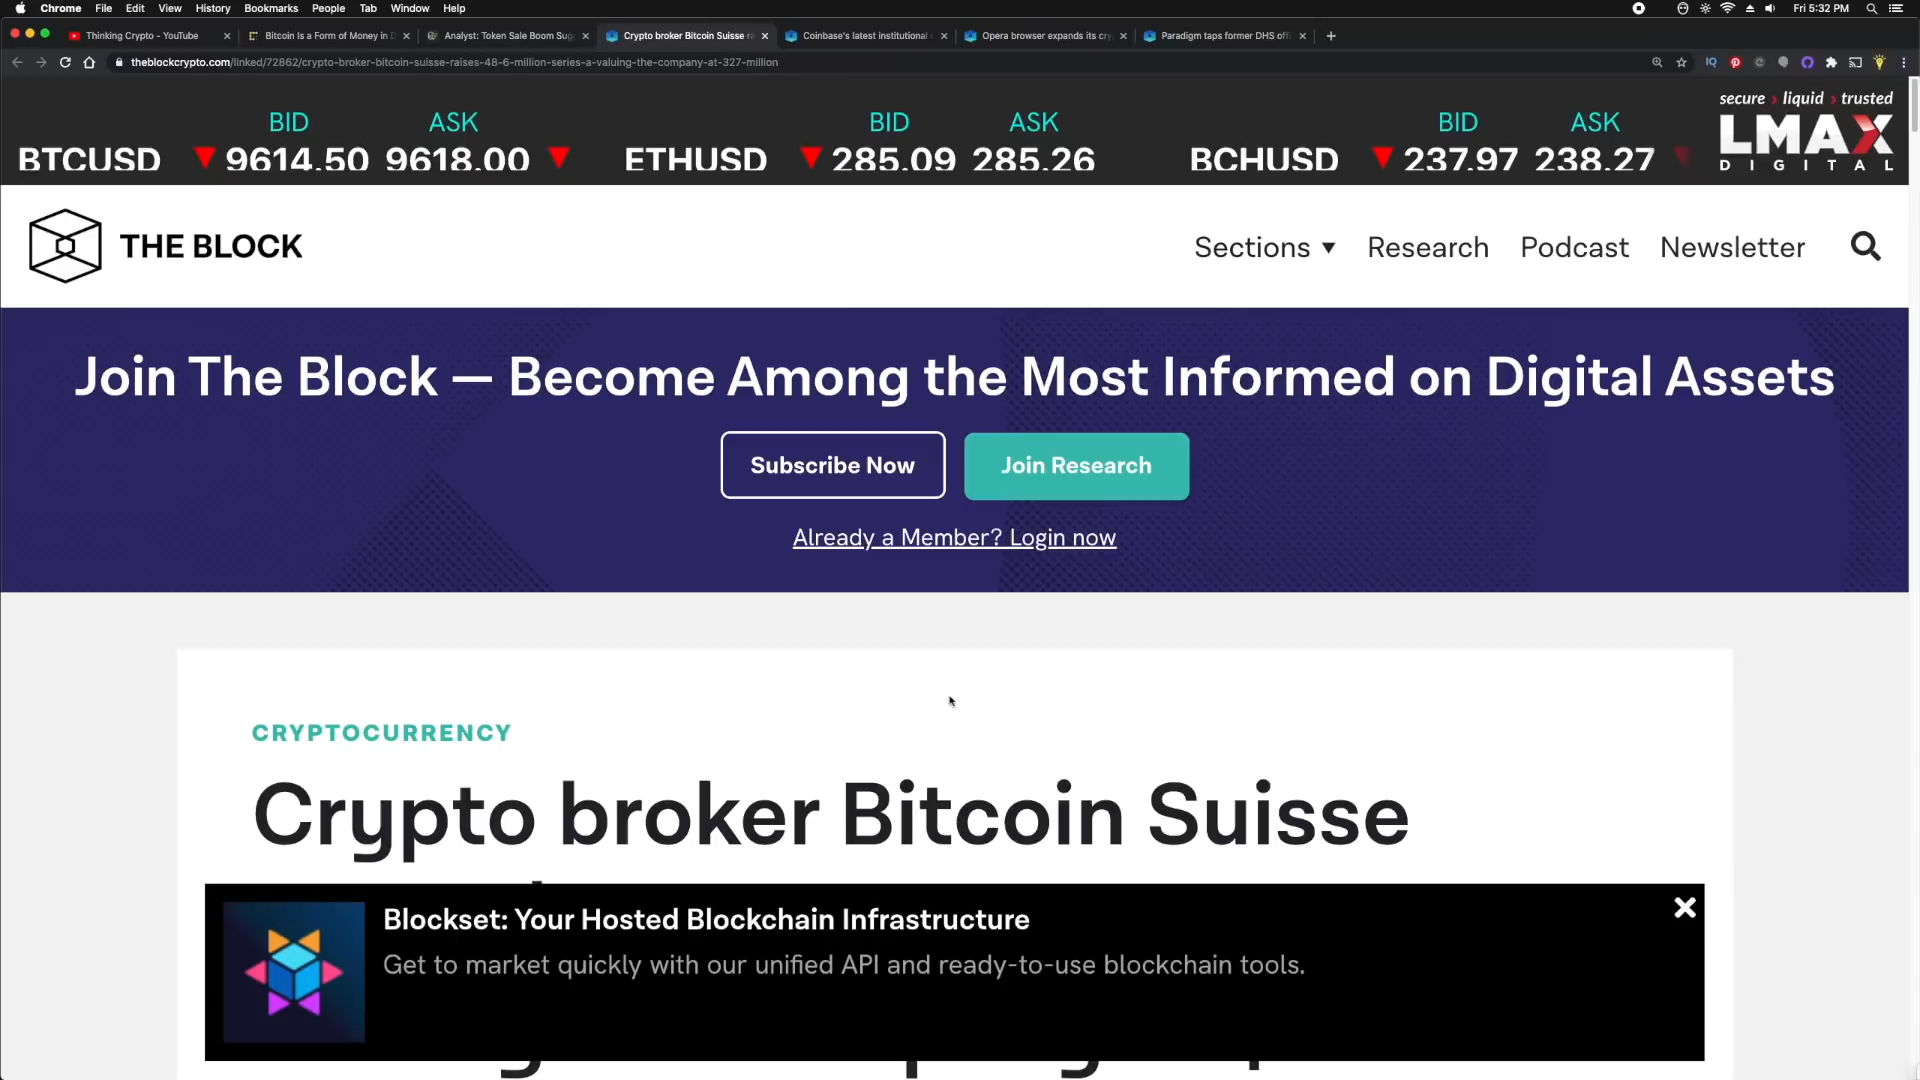 Chrome File Edit View History Bookmarks People Tab Window Help Fri 5:32 PM
Thinking Crypto - YouTube Bitcoin Is a Form of Money in D Analyst: Token Sale Boom Sug Crypto broker Bitcoin Suisse ra Coinbase's latest institutional Opera browser expands its cry Paradigm taps former DHS off
theblockcrypto.com/linked/72862/crypto-broker-bitcoin-suisse-raises-48-6-million-series-a-valuing-the-company-at-327-million
BID ASK BID ASK BID ASK
BTCUSD 9614.50 9618.00 ETHUSD 285.09 285.26 BCHUSD 237.97 238.27
secure › liquid › trusted
LMAX
DIGITAL
THE BLOCK
Sections Research Podcast Newsletter
Join The Block — Become Among the Most Informed on Digital Assets
Subscribe Now Join Research
Already a Member? Login now
CRYPTOCURRENCY
Crypto broker Bitcoin Suisse
Blockset: Your Hosted Blockchain Infrastructure
Get to market quickly with our unified API and ready-to-use blockchain tools.